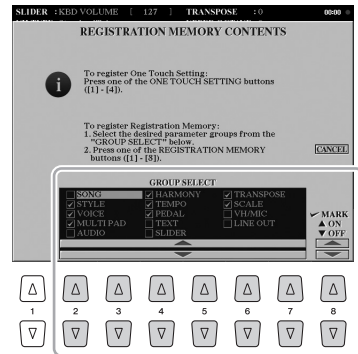 SLIDER : KBD VOLUME [ 127 ] TRANSPOSE : 0 00:00
REGISTRATION MEMORY CONTENTS
i
To register One Touch Setting:
Press one of the ONE TOUCH SETTING buttons
([1] - [4]).
To register Registration Memory:
1. Select the desired parameter groups from the
"GROUP SELECT" below.
2. Press one of the REGISTRATION MEMORY
buttons ([1] - [8]).
CANCEL
GROUP SELECT
SONG HARMONY TRANSPOSE
STYLE TEMPO SCALE
VOICE PEDAL VH/MIC
MULTI PAD TEXT LINE OUT
AUDIO SLIDER
MARK
▲ ON
▼ OFF
1 2 3 4 5 6 7 8